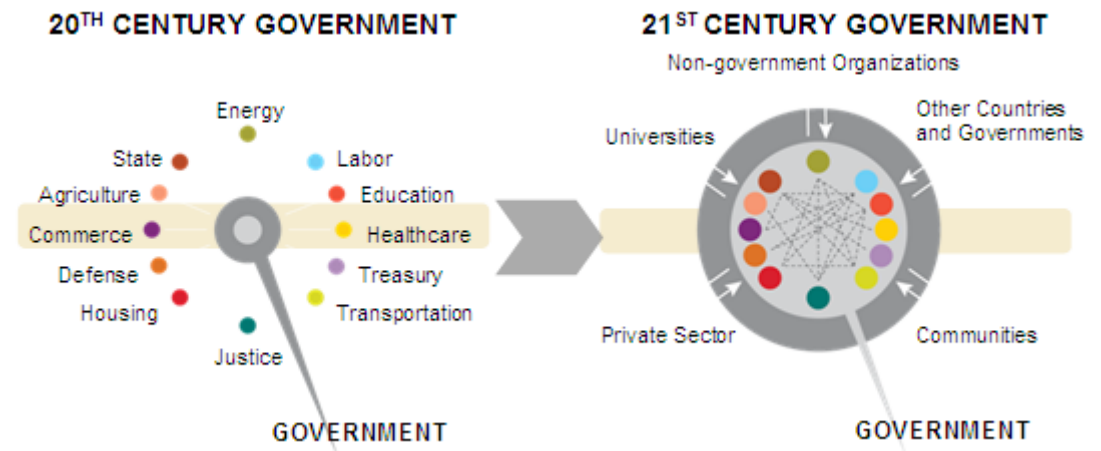 20TH CENTURY GOVERNMENT
Energy
State
Labor
Agriculture
Education
Commerce
Healthcare
Defense
Treasury
Housing
Transportation
Justice
GOVERNMENT
21ST CENTURY GOVERNMENT
Non-government Organizations
Universities
Other Countries
and Governments
Private Sector
Communities
GOVERNMENT